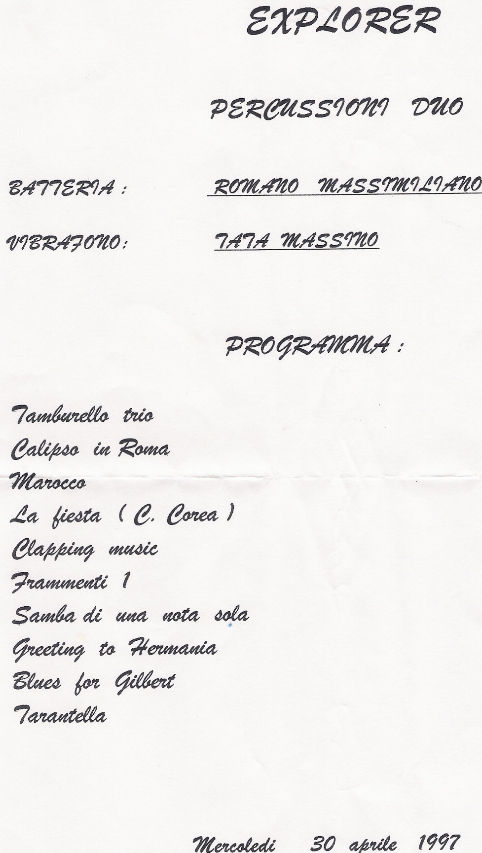 EXPLORER
PERCUSSIONI DUO
BATTERIA : ROMANO MASSIMILIANO
VIBRAFONO: TATA MASSINO
PROGRAMMA :
Tamburello trio
Calipso in Roma
Marocco
La fiesta ( C. Corea )
Clapping music
Frammenti 1
Samba di una nota sola
Greeting to Hermania
Blues for Gilbert
Tarantella
Mercoledi 30 aprile 1997